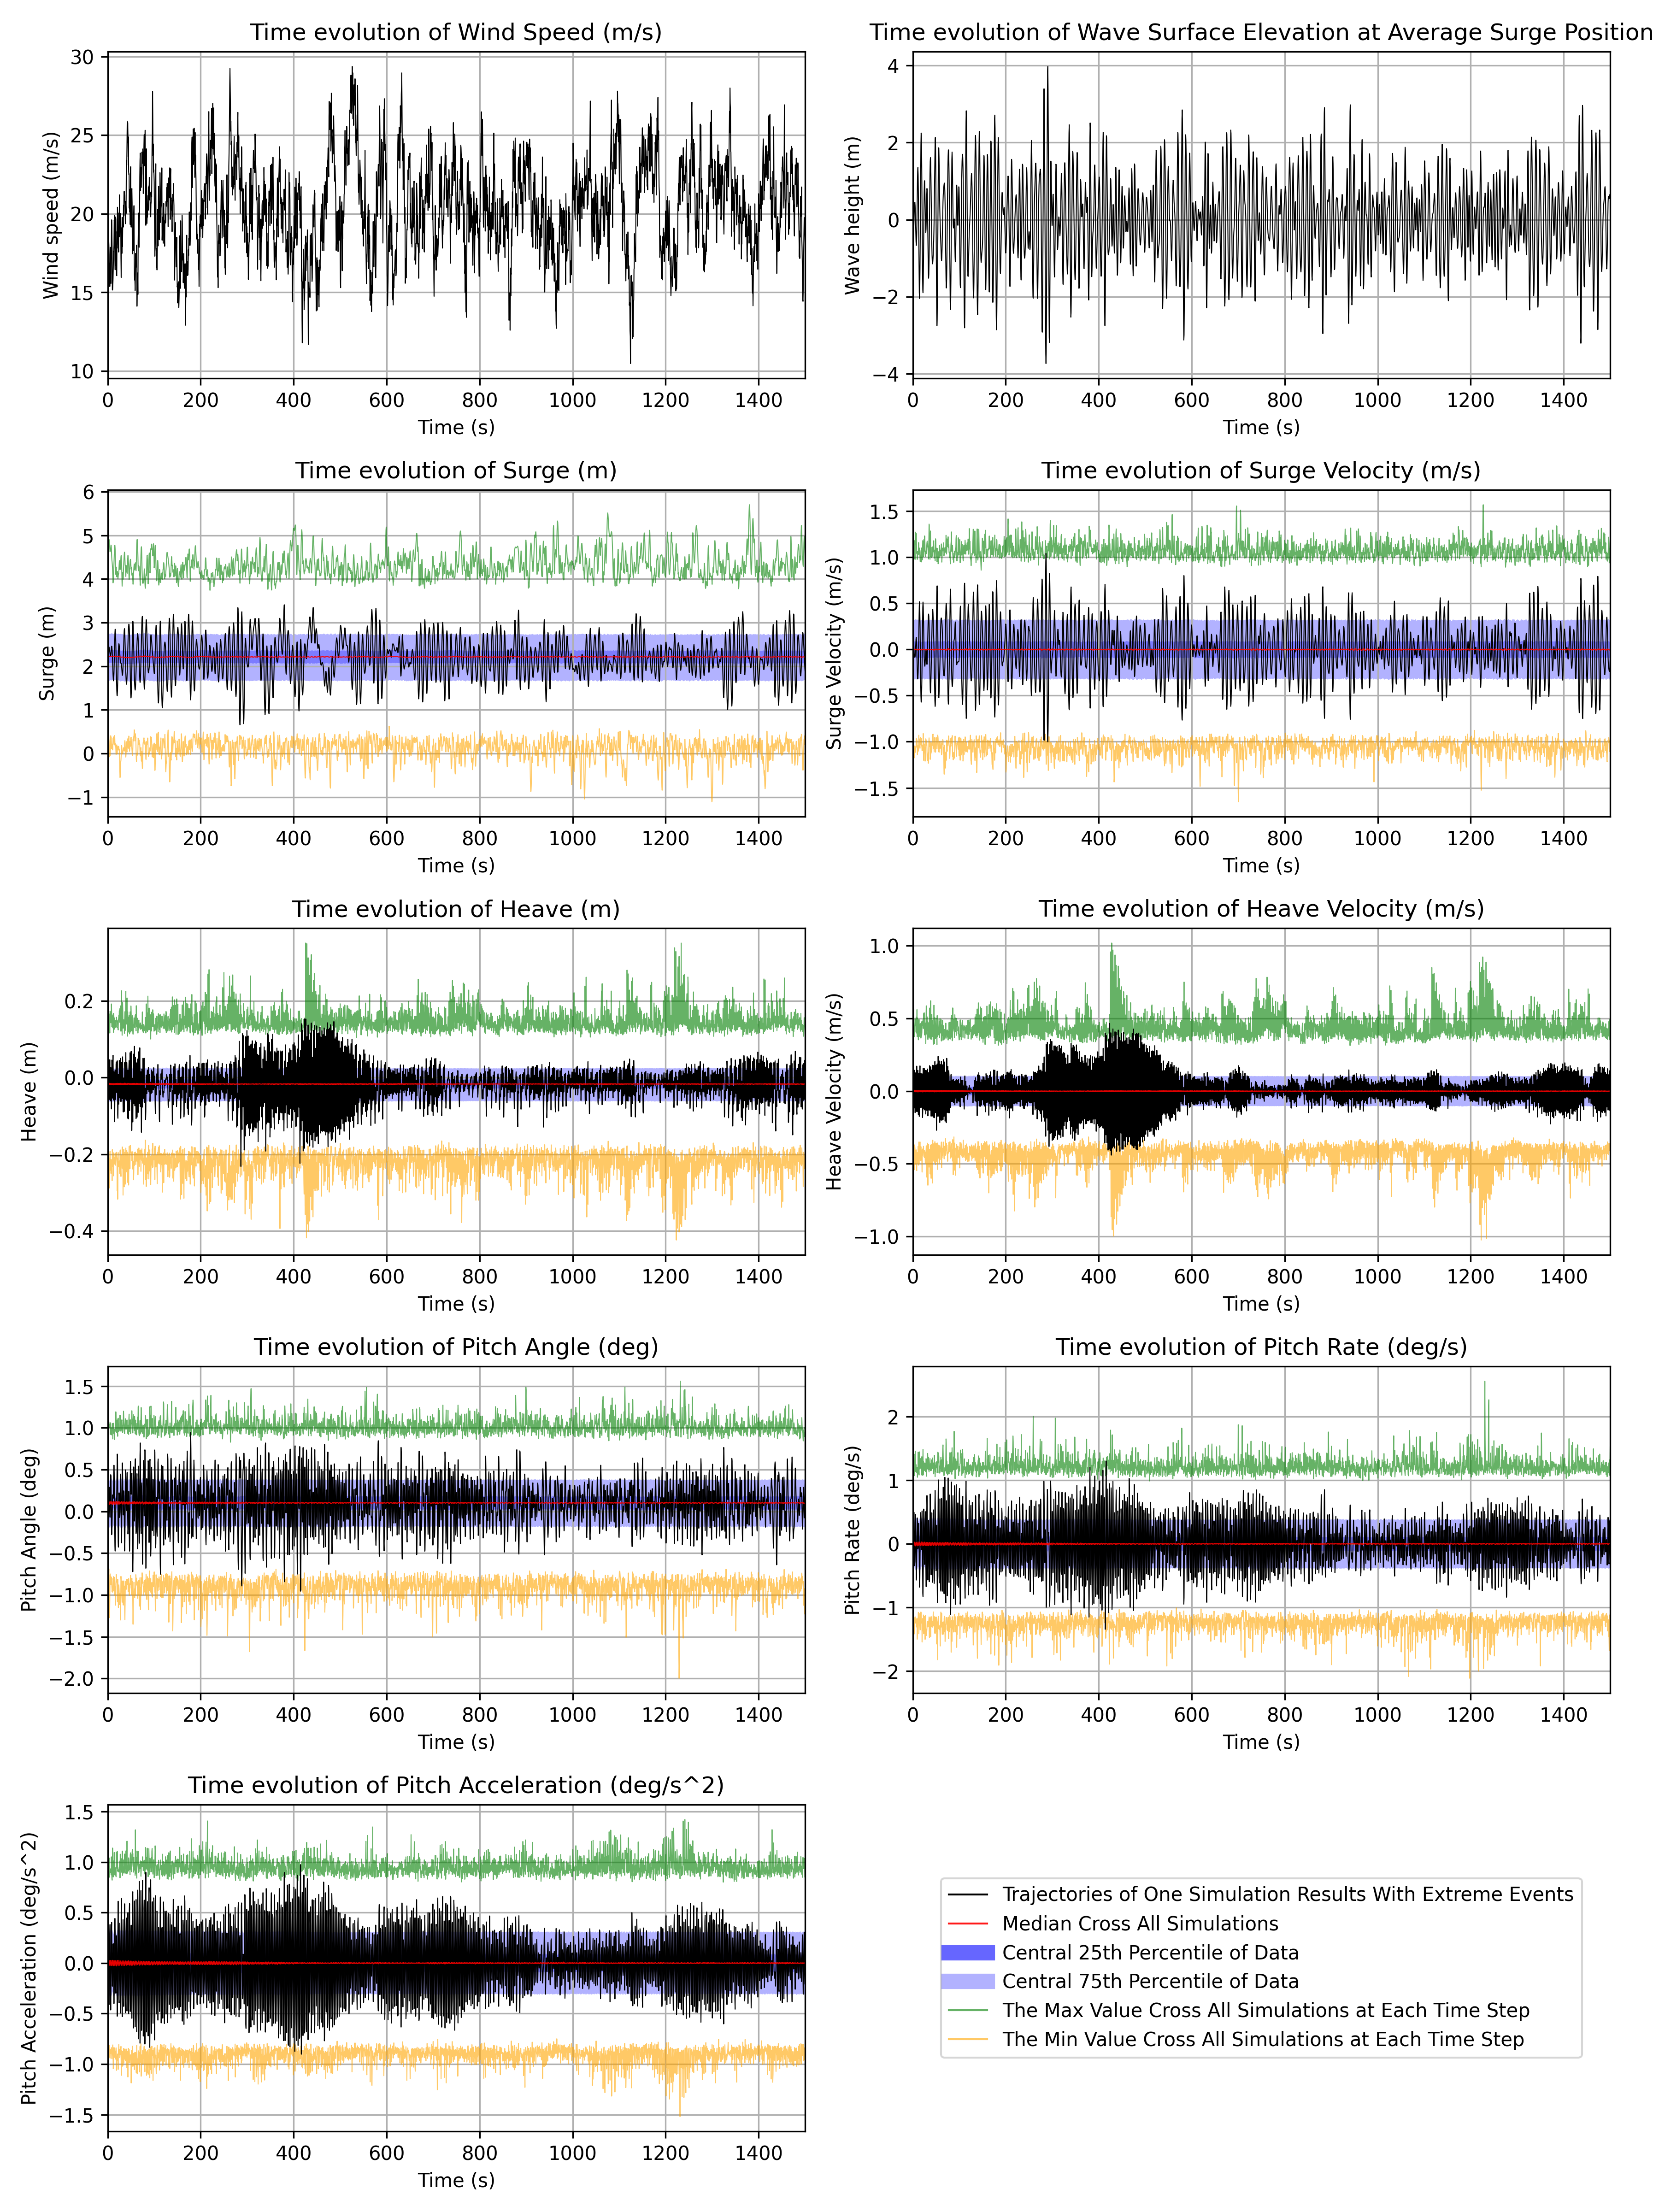 Time evolution of Wind Speed (m/s)
Wind speed (m/s)
30
25
20
15
10
0 200 400 600 800 1000 1200 1400
Time (s)
Time evolution of Wave Surface Elevation at Average Surge Position
Wave height (m)
4
2
0
−2
−4
0 200 400 600 800 1000 1200 1400
Time (s)
Time evolution of Surge (m)
Surge (m)
6
5
4
3
2
1
0
−1
0 200 400 600 800 1000 1200 1400
Time (s)
Time evolution of Surge Velocity (m/s)
Surge Velocity (m/s)
1.5
1.0
0.5
0.0
−0.5
−1.0
−1.5
0 200 400 600 800 1000 1200 1400
Time (s)
Time evolution of Heave (m)
Heave (m)
0.2
0.0
−0.2
−0.4
0 200 400 600 800 1000 1200 1400
Time (s)
Time evolution of Heave Velocity (m/s)
Heave Velocity (m/s)
1.0
0.5
0.0
−0.5
−1.0
0 200 400 600 800 1000 1200 1400
Time (s)
Time evolution of Pitch Angle (deg)
Pitch Angle (deg)
1.5
1.0
0.5
0.0
−0.5
−1.0
−1.5
−2.0
0 200 400 600 800 1000 1200 1400
Time (s)
Time evolution of Pitch Rate (deg/s)
Pitch Rate (deg/s)
2
1
0
−1
−2
0 200 400 600 800 1000 1200 1400
Time (s)
Time evolution of Pitch Acceleration (deg/s^2)
Pitch Acceleration (deg/s^2)
1.5
1.0
0.5
0.0
−0.5
−1.0
−1.5
0 200 400 600 800 1000 1200 1400
Time (s)
Trajectories of One Simulation Results With Extreme Events
Median Cross All Simulations
Central 25th Percentile of Data
Central 75th Percentile of Data
The Max Value Cross All Simulations at Each Time Step
The Min Value Cross All Simulations at Each Time Step